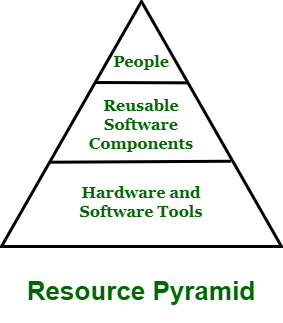 People
Reusable
Software
Components
Hardware and
Software Tools
Resource Pyramid